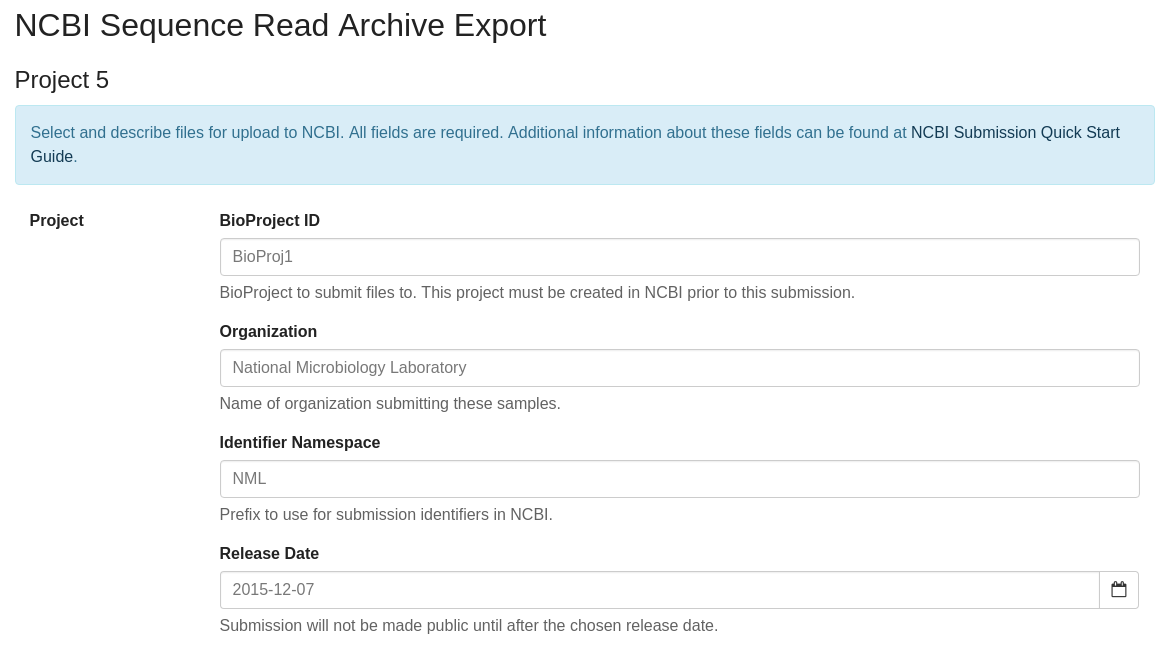 NCBI Sequence Read Archive Export
Project 5
Select and describe files for upload to NCBI. All fields are required. Additional information about these fields can be found at NCBI Submission Quick Start
Guide.
Project
BioProject ID
BioProj1
BioProject to submit files to. This project must be created in NCBI prior to this submission.
Organization
National Microbiology Laboratory
Name of organization submitting these samples.
Identifier Namespace
NML
Prefix to use for submission identifiers in NCBI.
Release Date
2015-12-07
Submission will not be made public until after the chosen release date.